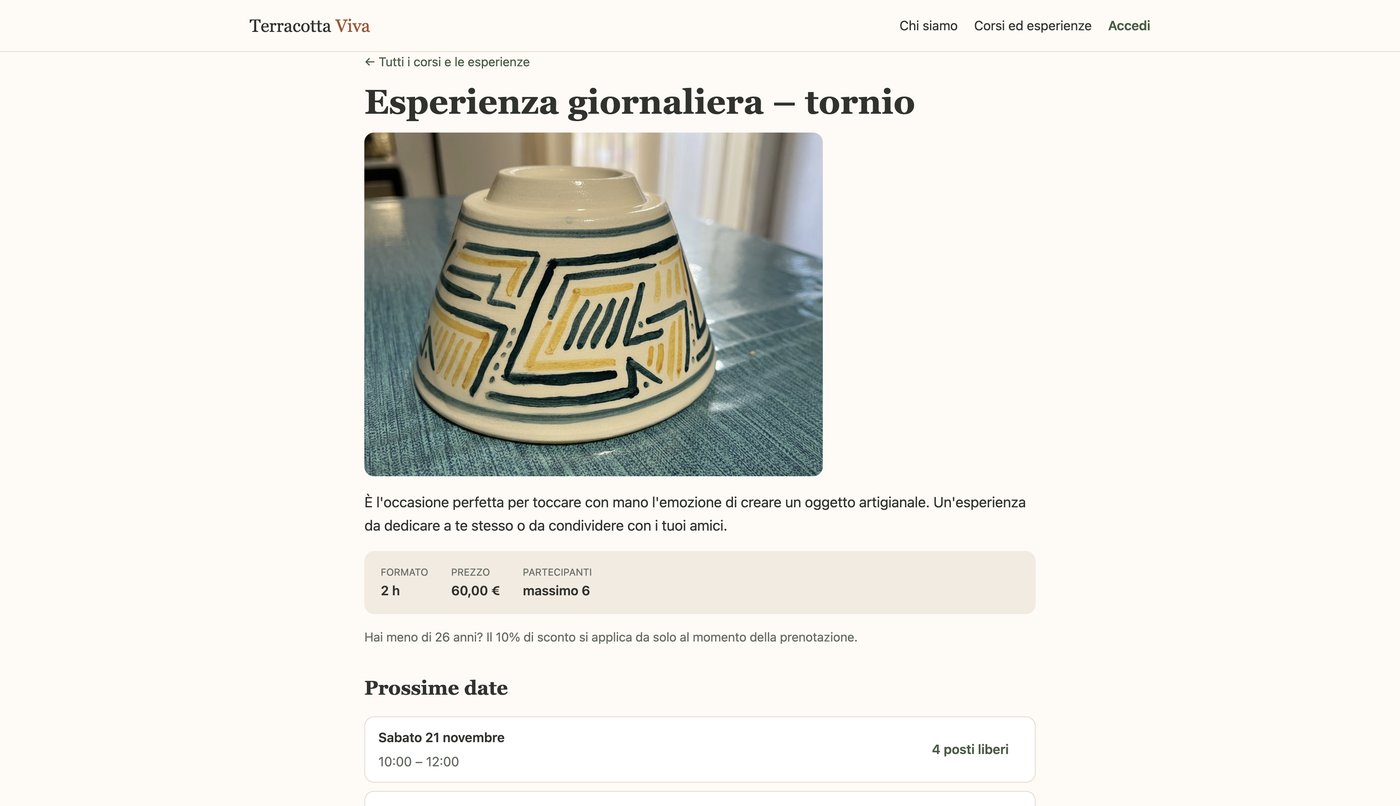 Terracotta Viva
Chi siamo
Corsi ed esperienze
Accedi
← Tutti i corsi e le esperienze
Esperienza giornaliera – tornio
È l'occasione perfetta per toccare con mano l'emozione di creare un oggetto artigianale. Un'esperienza
da dedicare a te stesso o da condividere con i tuoi amici.
FORMATO
2 h
PREZZO
60,00 €
PARTECIPANTI
massimo 6
Hai meno di 26 anni? Il 10% di sconto si applica da solo al momento della prenotazione.
Prossime date
Sabato 21 novembre
10:00 – 12:00
4 posti liberi